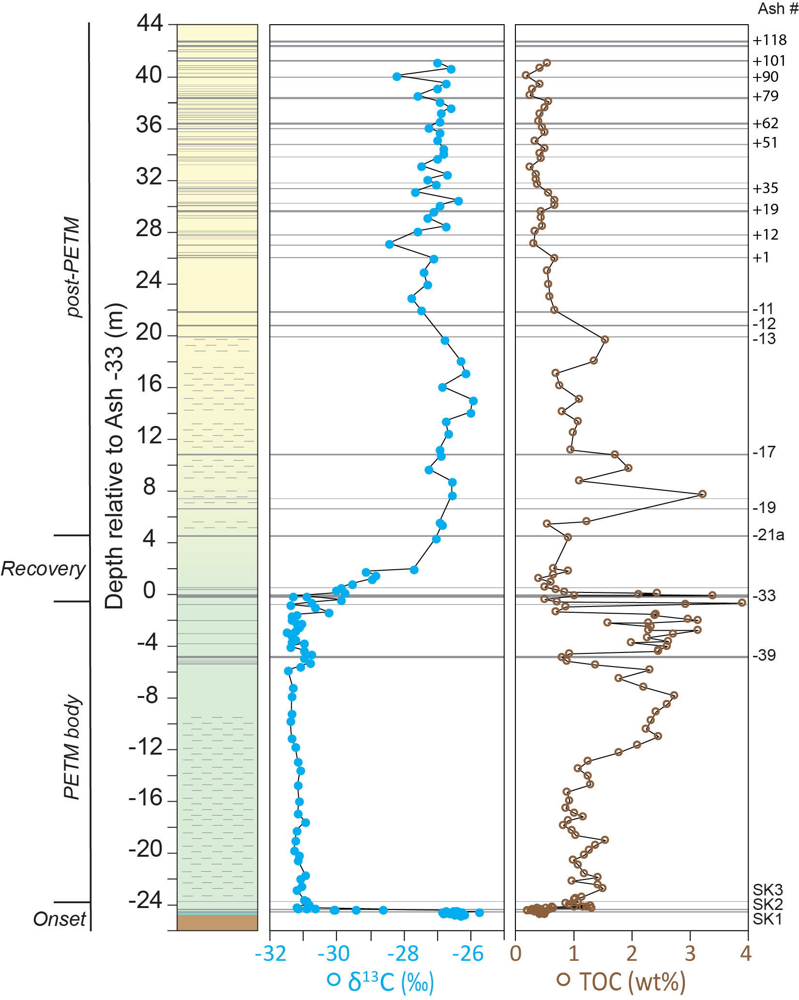 Ash #
44
40
36
32
28
24
20
16
12
8
4
0
-4
-8
-12
-16
-20
-24
Depth relative to Ash -33 (m)
post-PETM
Recovery
PETM body
Onset
+118
+101
+90
+79
+62
+51
+35
+19
+12
+1
-11
-12
-13
-17
-19
-21a
-33
-39
SK3
SK2
SK1
-32 -30 -28 -26
δ¹³C (‰)
0 1 2 3 4
TOC (wt%)